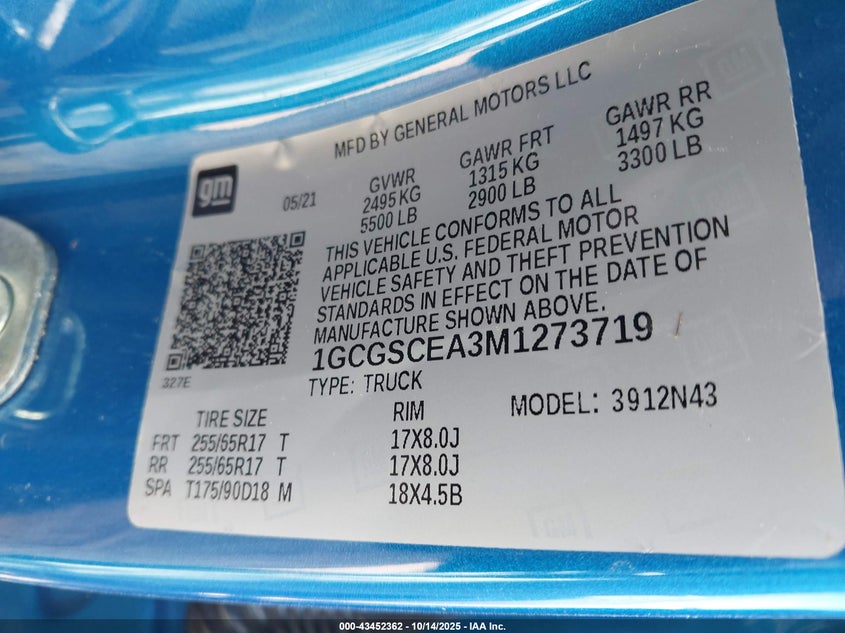 MFD BY GENERAL MOTORS LLC
gm
05/21
GVWR
2495 KG
5500 LB
GAWR FRT
1315 KG
2900 LB
GAWR RR
1497 KG
3300 LB
THIS VEHICLE CONFORMS TO ALL
APPLICABLE U.S. FEDERAL MOTOR
VEHICLE SAFETY AND THEFT PREVENTION
STANDARDS IN EFFECT ON THE DATE OF
MANUFACTURE SHOWN ABOVE.
1GCGSCEA3M1273719
327E
TYPE: TRUCK
MODEL: 3912N43
TIRE SIZE RIM
FRT 255/65R17 T 17X8.0J
RR 255/65R17 T 17X8.0J
SPA T175/90D18 M 18X4.5B
000-43452362 - 10/14/2025 - IAA Inc.